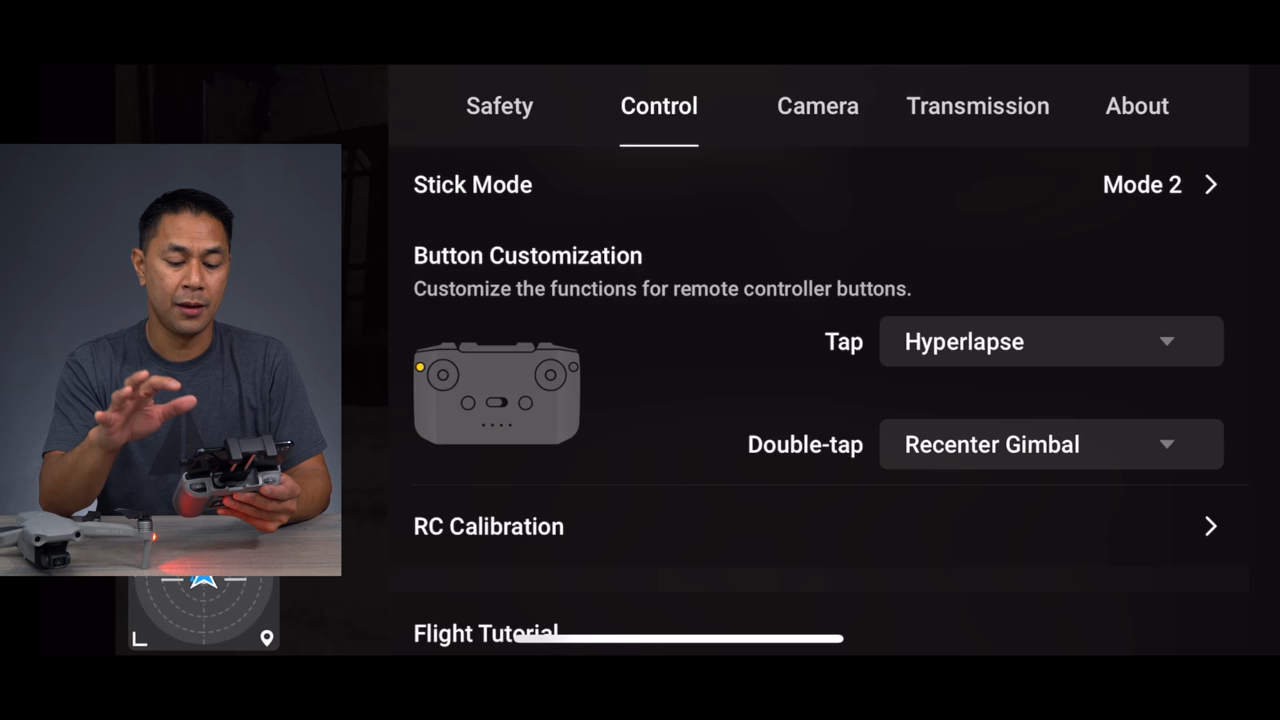 Safety Control Camera Transmission About
Stick Mode Mode 2
Button Customization
Customize the functions for remote controller buttons.
Tap Hyperlapse
Double-tap Recenter Gimbal
RC Calibration
Flight Tutorial